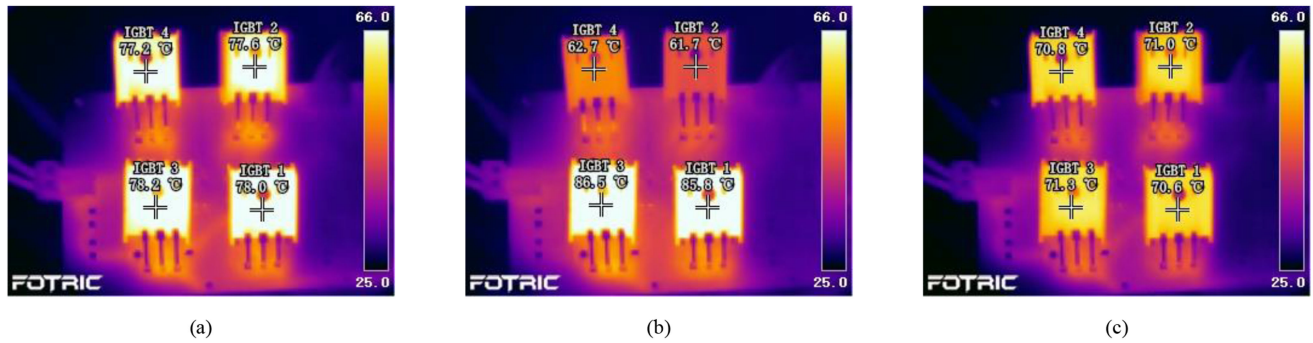 66.0
IGBT 4
77.2 ℃
IGBT 2
77.6 ℃
IGBT 3
78.2 ℃
IGBT 1
78.0 ℃
FOTRIC
25.0
(a)
66.0
IGBT 4
62.7 ℃
IGBT 2
61.7 ℃
IGBT 3
86.5 ℃
IGBT 1
85.8 ℃
FOTRIC
25.0
(b)
66.0
IGBT 4
70.8 ℃
IGBT 2
71.0 ℃
IGBT 3
71.3 ℃
IGBT 1
70.6 ℃
FOTRIC
25.0
(c)